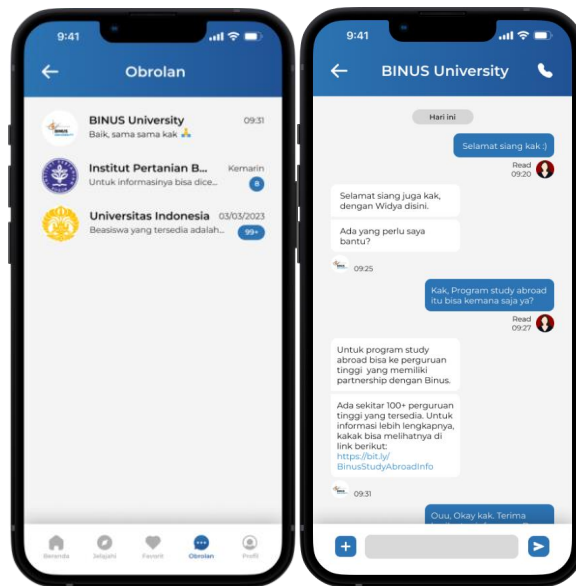 9:41
Obrolan
BINUS University
09:31
Baik, sama sama kak 🙏
Institut Pertanian B...
Kemarin
Untuk informasinya bisa dice...
8
Universitas Indonesia
03/03/2023
Beasiswa yang tersedia adalah...
99+
Beranda
Jelajahi
Favorit
Obrolan
Profil
9:41
BINUS University
Hari ini
Selamat siang kak :)
Read
09:20
Selamat siang juga kak,
dengan Widya disini.
Ada yang perlu saya
bantu?
09:25
Kak, Program study abroad
itu bisa kemana saja ya?
Read
09:27
Untuk program study
abroad bisa ke perguruan
tinggi yang memiliki
partnership dengan Binus.
Ada sekitar 100+ perguruan
tinggi yang tersedia. Untuk
informasi lebih lengkapnya,
kakak bisa melihatnya di
link berikut:
https://bit.ly/
BinusStudyAbroadInfo
09:31
Ouu, Okay kak. Terima